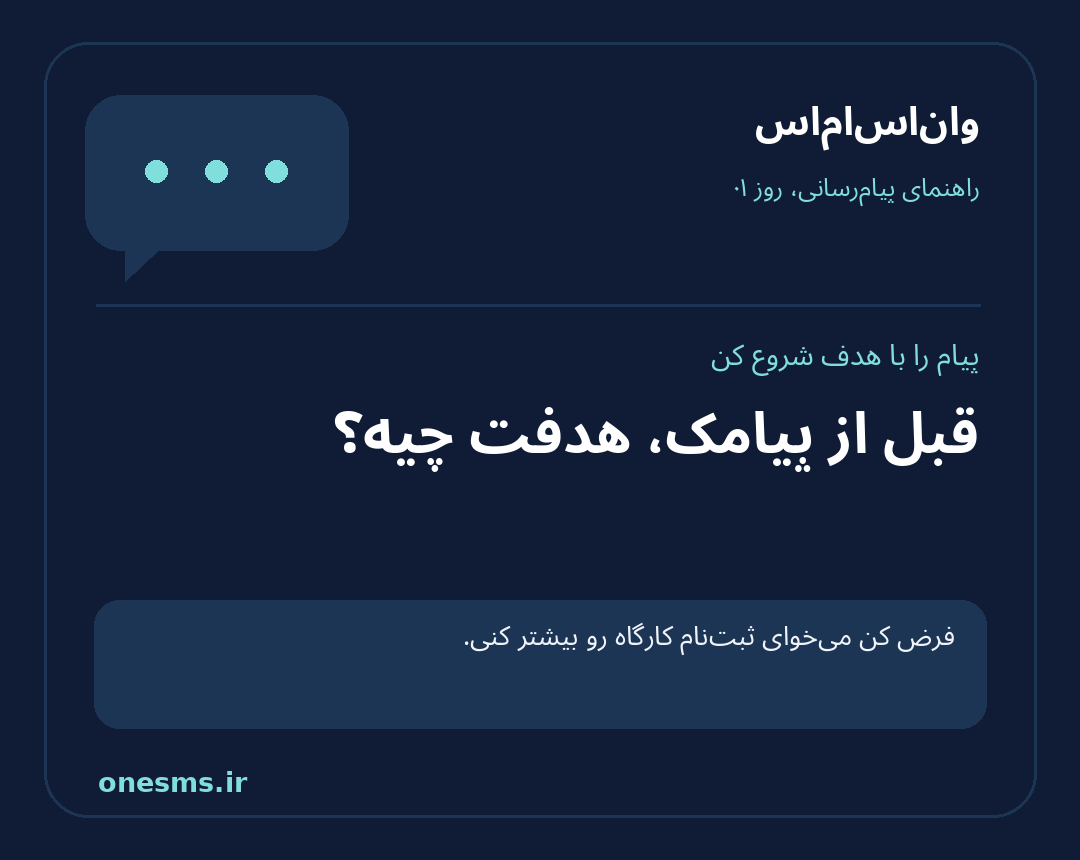 وان‌اس‌ام‌اس
راهنمای پیام‌رسانی، روز ۰۱
پیام را با هدف شروع کن
قبل از پیامک، هدفت چیه؟
فرض کن می‌خوای ثبت‌نام کارگاه رو بیشتر کنی.
onesms.ir